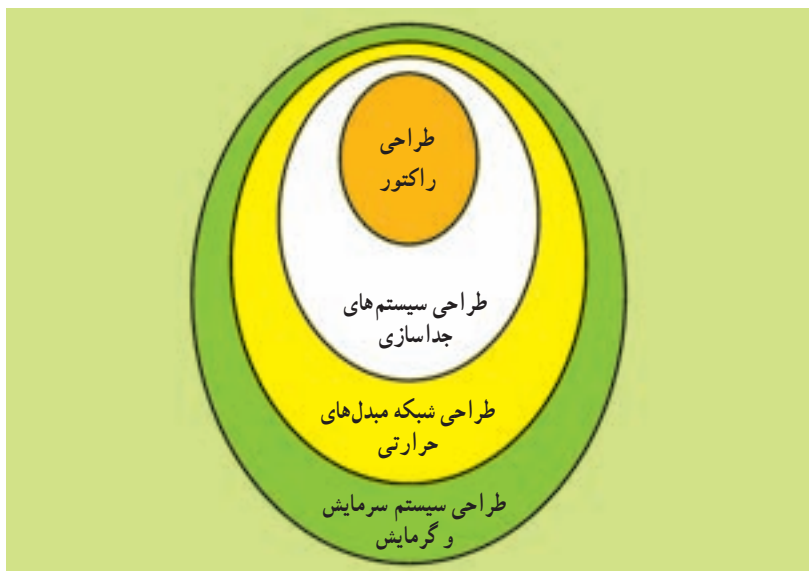 طراحی
راکتور
طراحی سیستم‌های
جداسازی
طراحی شبکه مبدل‌های
حرارتی
طراحی سیستم سرمایش
و گرمایش